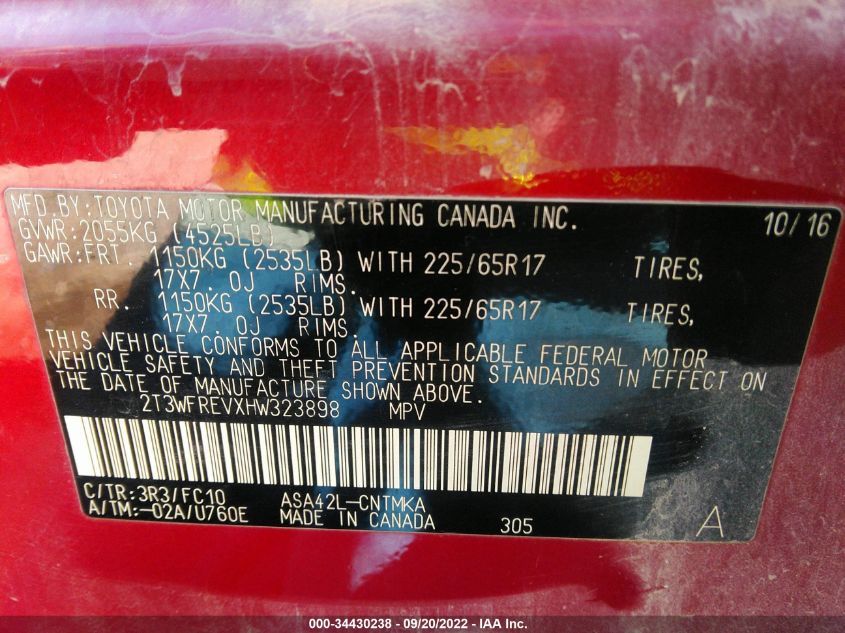 MFD.BY:TOYOTA MOTOR MANUFACTURING CANADA INC. 10/16
GVWR:2055KG (4525LB)
GAWR:FRT. 1150KG (2535LB) WITH 225/65R17 TIRES,
17X7.0J RIMS.
RR. 1150KG (2535LB) WITH 225/65R17 TIRES,
17X7.0J RIMS.
THIS VEHICLE CONFORMS TO ALL APPLICABLE FEDERAL MOTOR
VEHICLE SAFETY AND THEFT PREVENTION STANDARDS IN EFFECT ON
THE DATE OF MANUFACTURE SHOWN ABOVE.
2T3WFREVXHW323898 MPV
C/TR:3R3/FC10 ASA42L-CNTMKA
A/TM:-02A/U760E MADE IN CANADA 305 A
000-34430238 - 09/20/2022 - IAA Inc.